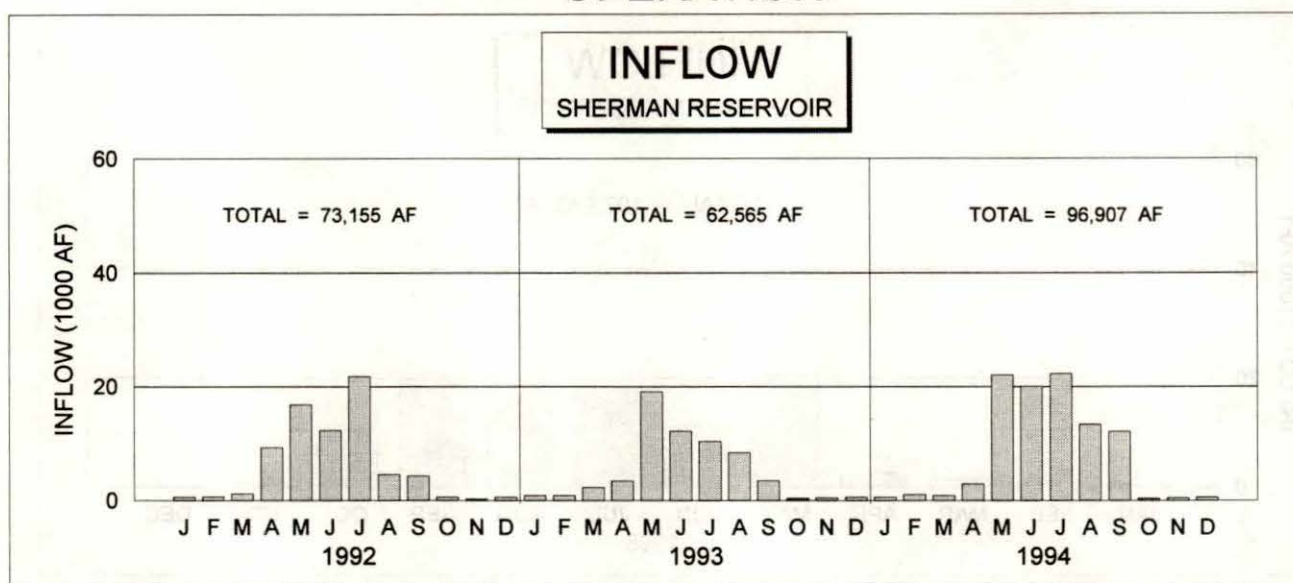 INFLOW
SHERMAN RESERVOIR
INFLOW (1000 AF)
60
40
20
0
TOTAL = 73,155 AF
TOTAL = 62,565 AF
TOTAL = 96,907 AF
J F M A M J J A S O N D J F M A M J J A S O N D J F M A M J J A S O N D
1992 1993 1994